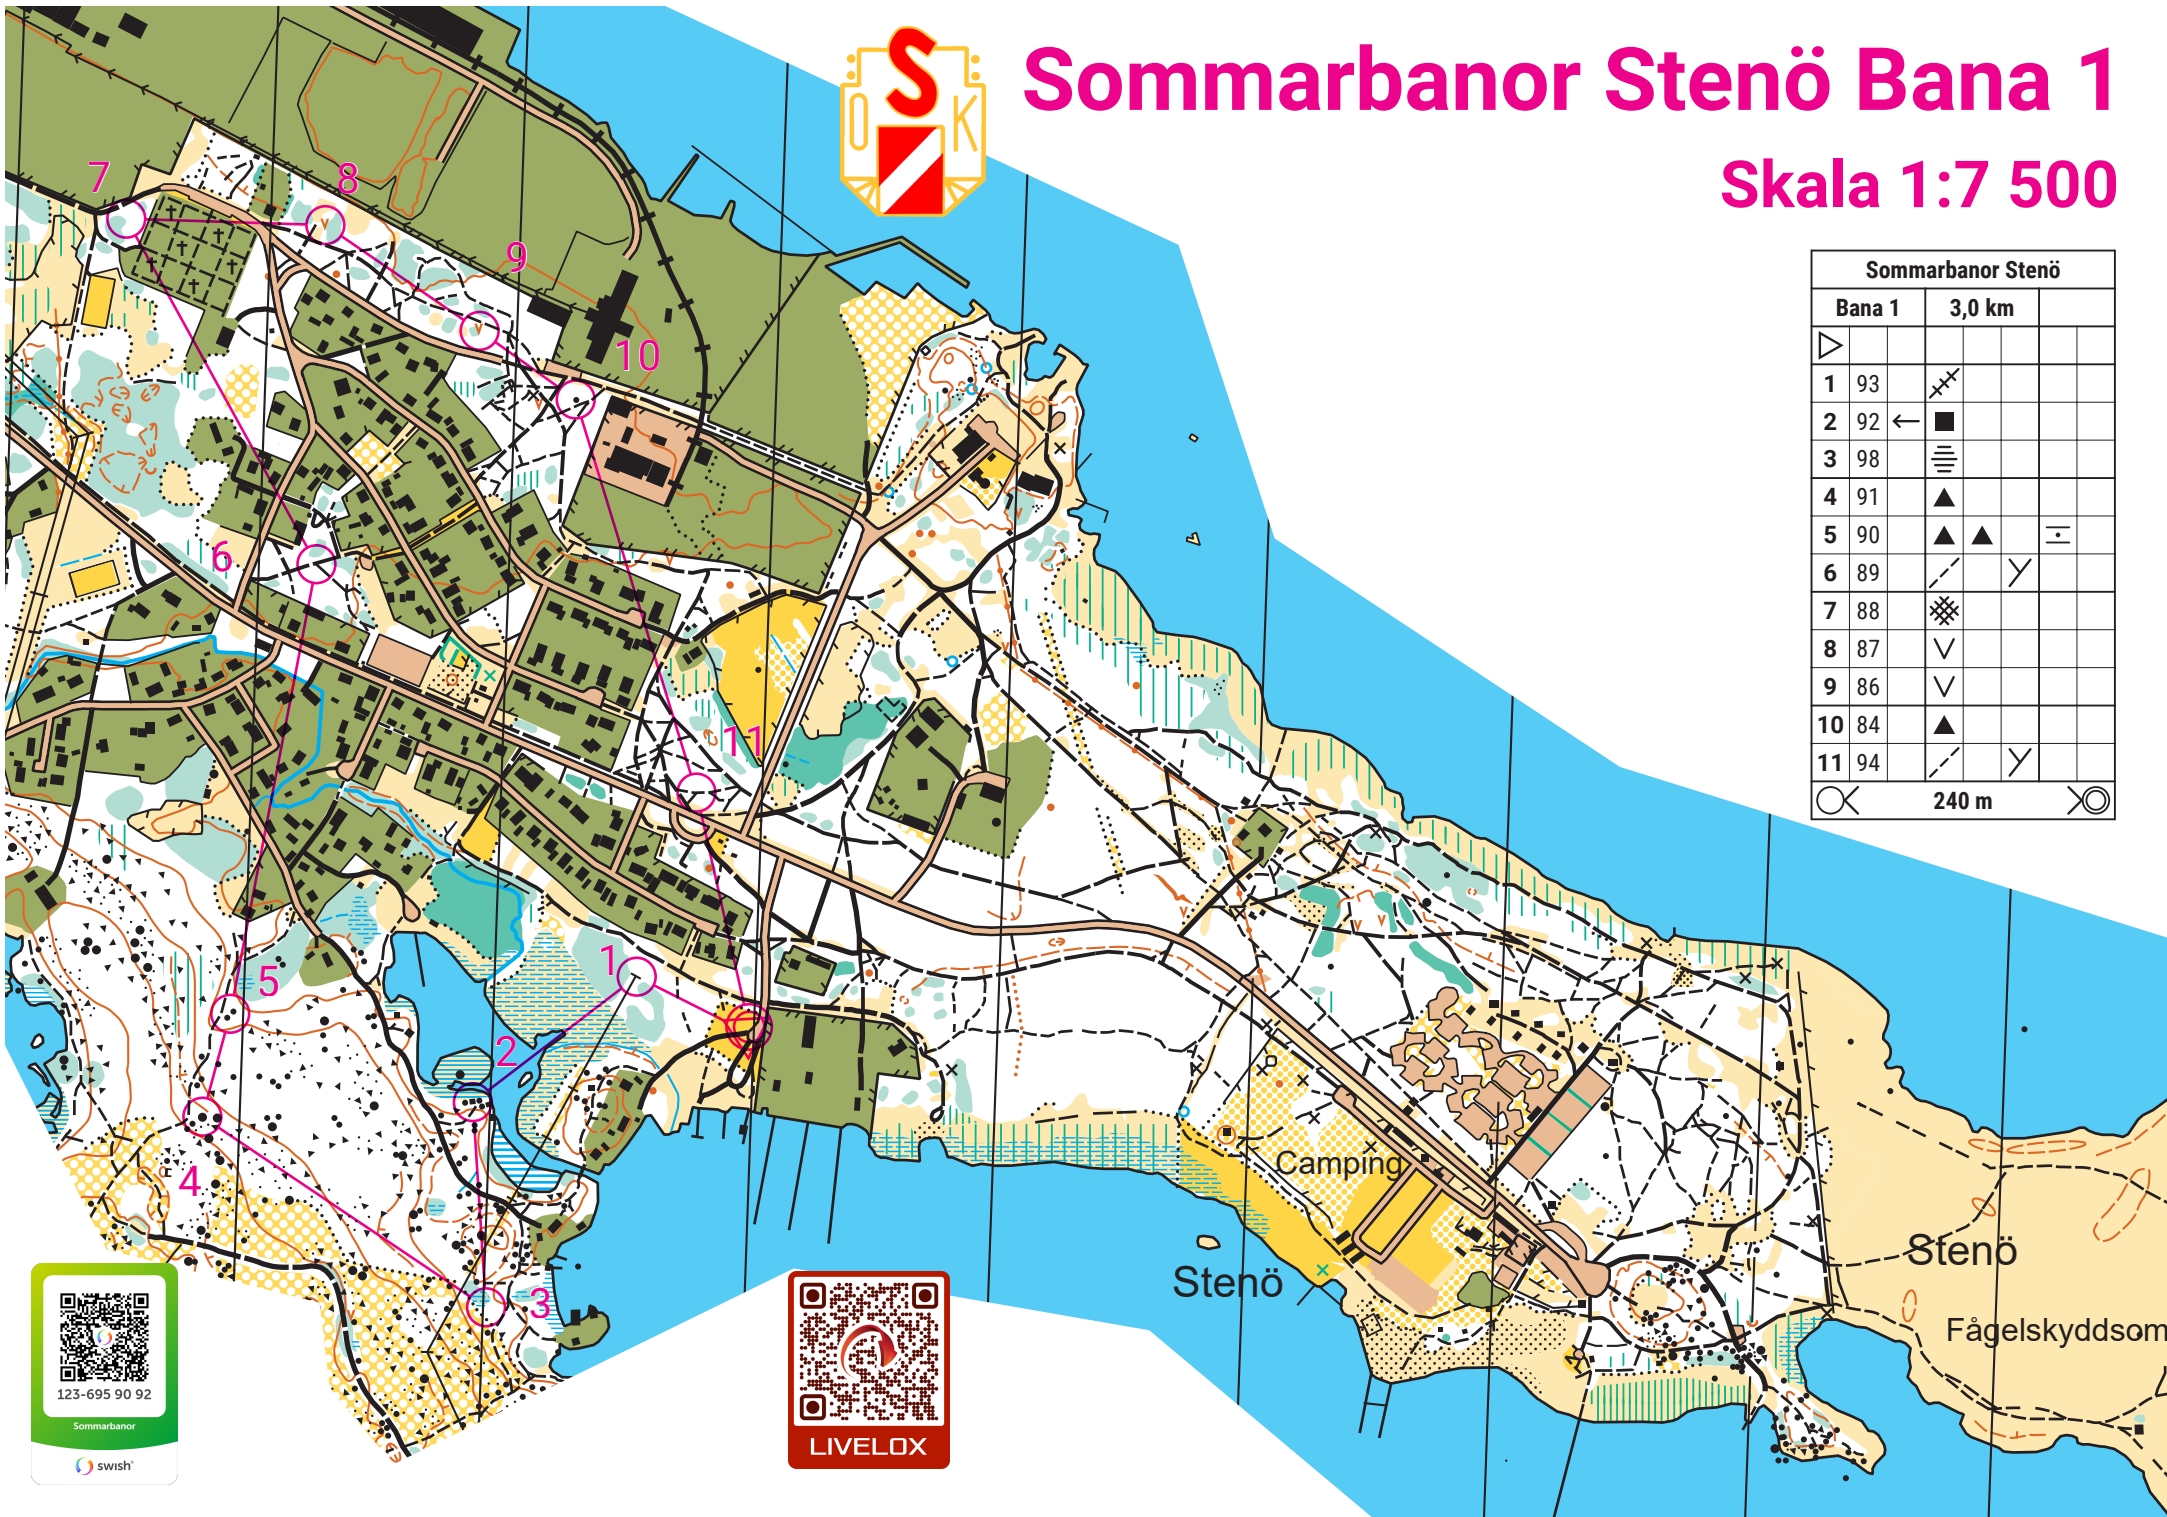 Sommarbanor Stenö Bana 1
Skala 1:7 500
S
O K
Sommarbanor Stenö
Bana 1 3,0 km
1 93
2 92
3 98
4 91
5 90
6 89
7 88
8 87
9 86
10 84
11 94
240 m
7
8
9
10
6
11
5
1
2
4
3
Camping
Stenö
Stenö
Fågelskyddsom
123-695 90 92
Sommarbanor
swish
LIVELOX